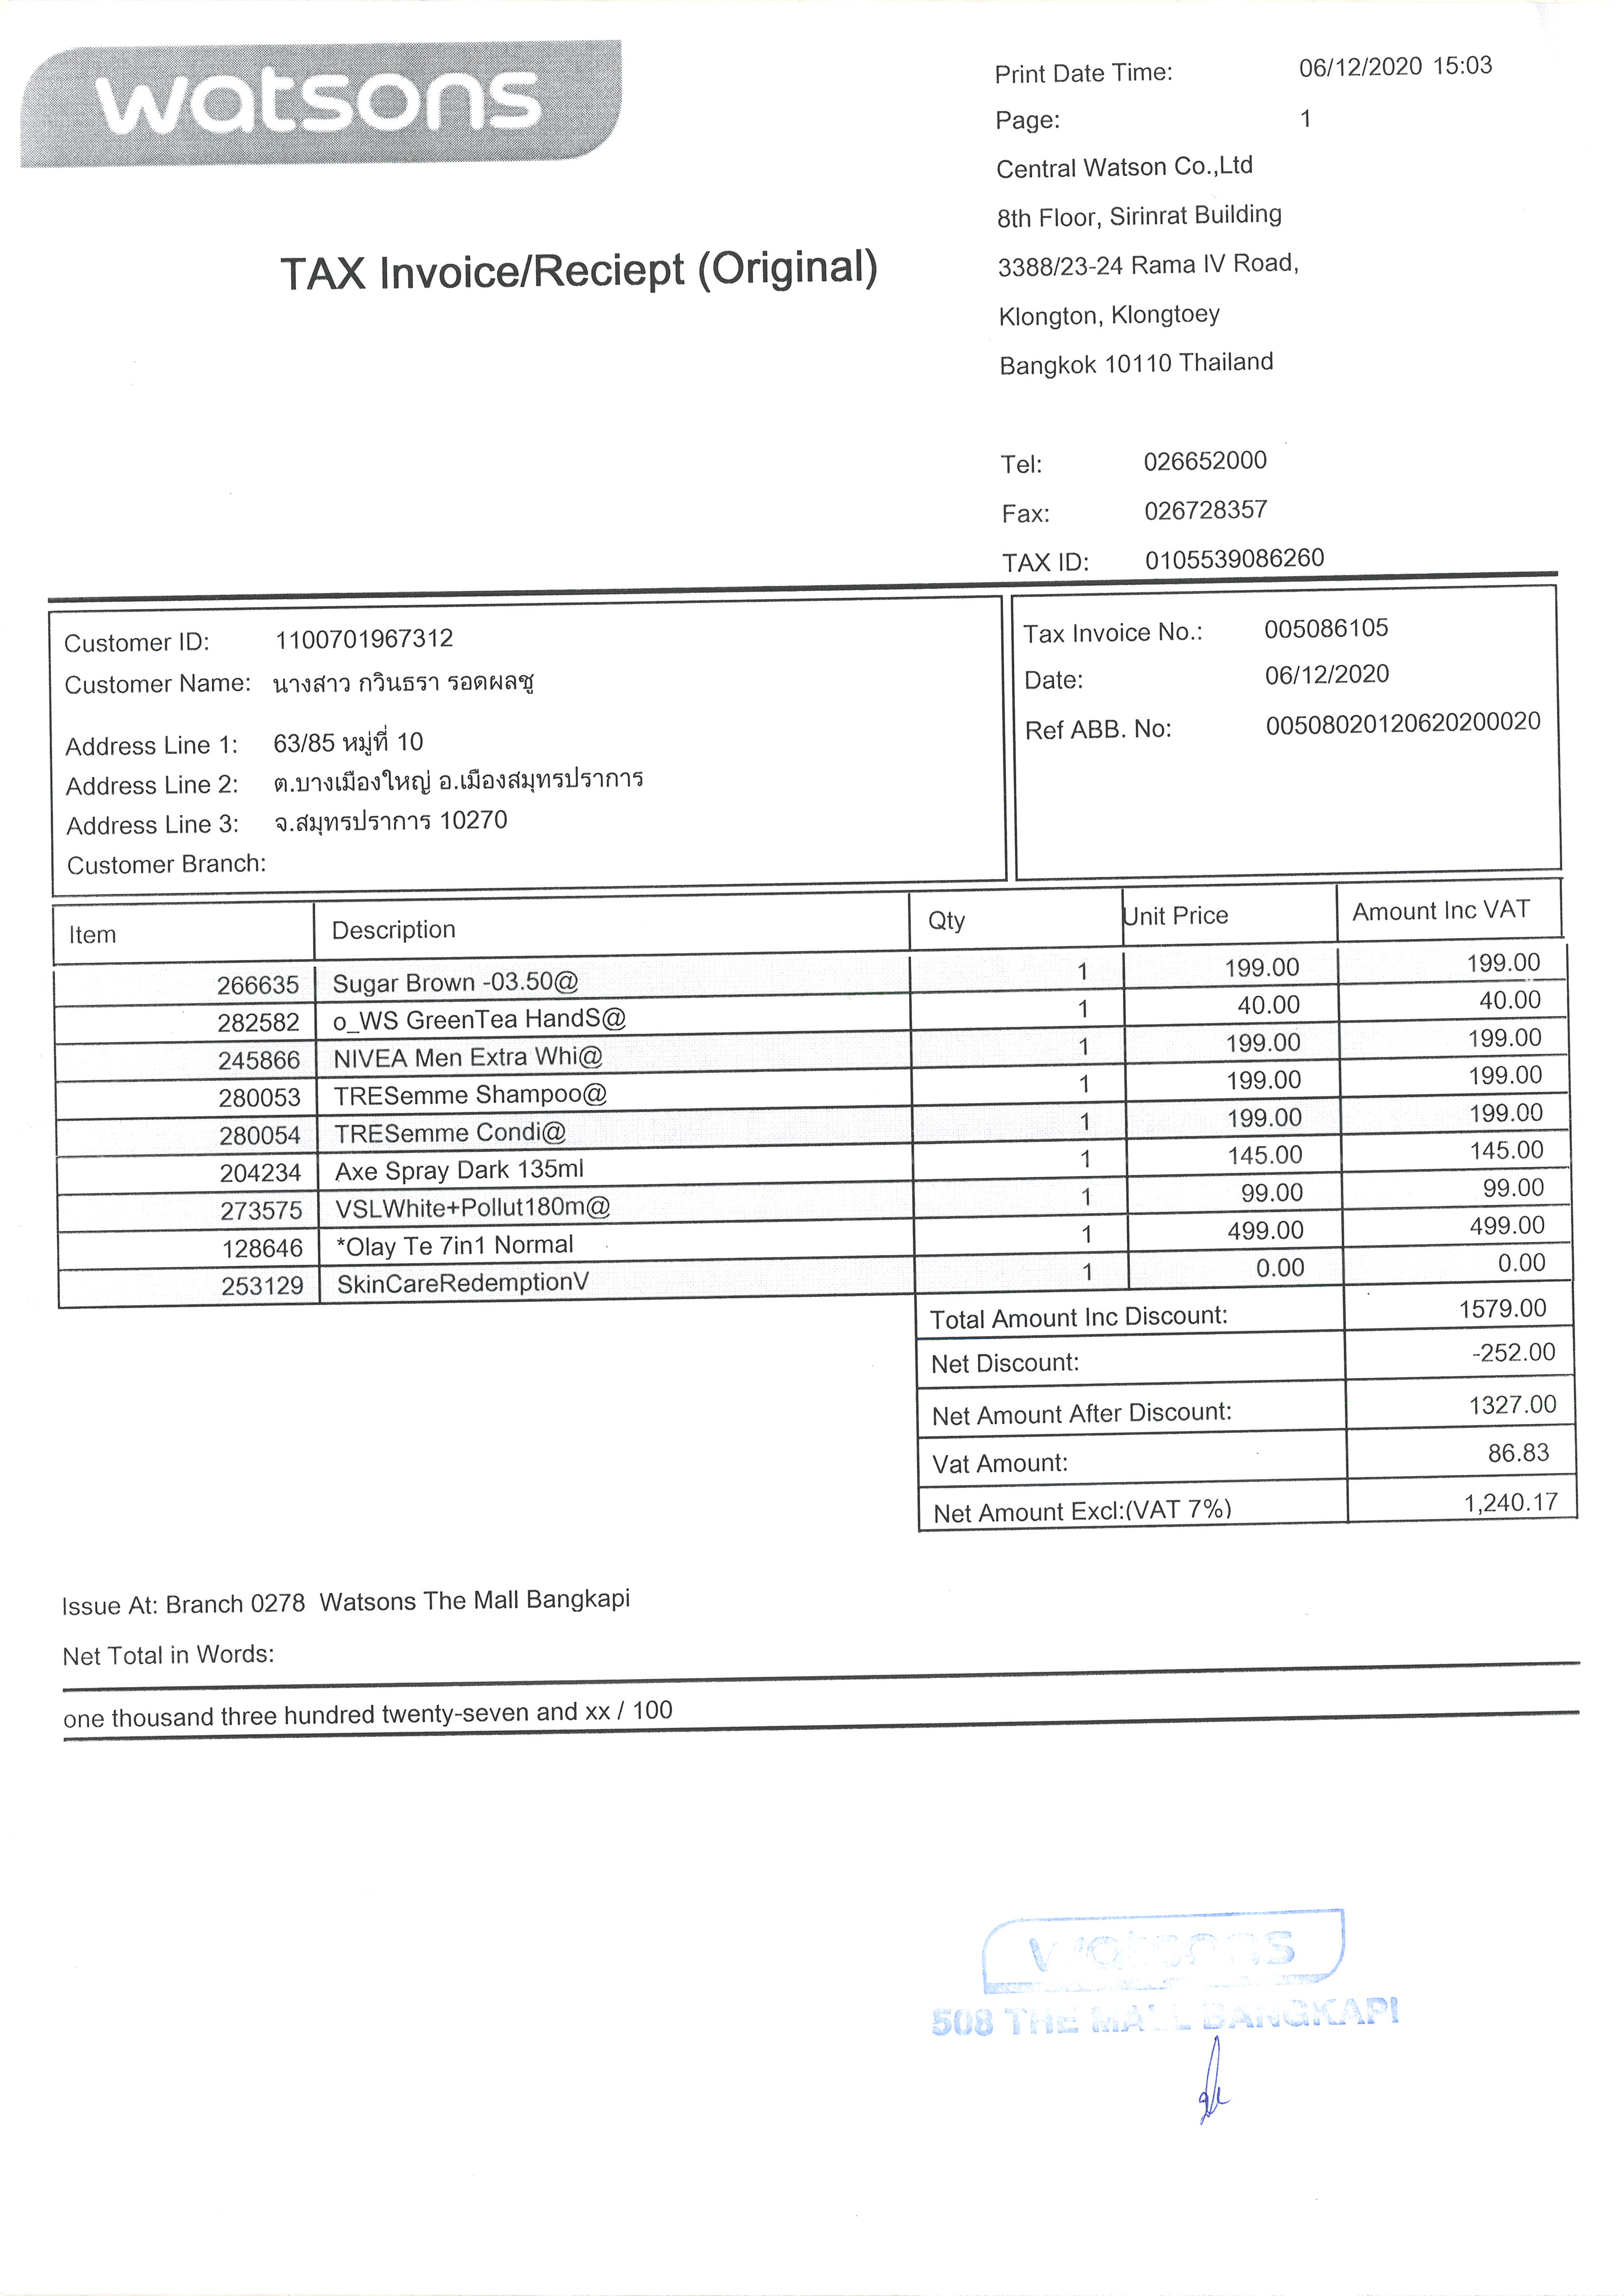 watsons
Print Date Time: 06/12/2020 15:03
Page: 1
Central Watson Co.,Ltd
8th Floor, Sirinrat Building
3388/23-24 Rama IV Road,
Klongton, Klongtoey
Bangkok 10110 Thailand
TAX Invoice/Reciept (Original)
Tel: 026652000
Fax: 026728357
TAX ID: 0105539086260
Customer ID: 1100701967312
Customer Name: นางสาว กวินธรา รอดผลชู
Address Line 1: 63/85 หมู่ที่ 10
Address Line 2: ต.บางเมืองใหญ่ อ.เมืองสมุทรปราการ
Address Line 3: จ.สมุทรปราการ 10270
Customer Branch:
Tax Invoice No.: 005086105
Date: 06/12/2020
Ref ABB. No: 00508020120620200020
Item Description Qty Unit Price Amount Inc VAT
266635 Sugar Brown -03.50@ 1 199.00 199.00
282582 o_WS GreenTea HandS@ 1 40.00 40.00
245866 NIVEA Men Extra Whi@ 1 199.00 199.00
280053 TRESemme Shampoo@ 1 199.00 199.00
280054 TRESemme Condi@ 1 199.00 199.00
204234 Axe Spray Dark 135ml 1 145.00 145.00
273575 VSLWhite+Pollut180m@ 1 99.00 99.00
128646 *Olay Te 7in1 Normal 1 499.00 499.00
253129 SkinCareRedemptionV 1 0.00 0.00
Total Amount Inc Discount: 1579.00
Net Discount: -252.00
Net Amount After Discount: 1327.00
Vat Amount: 86.83
Net Amount Excl:(VAT 7%) 1,240.17
Issue At: Branch 0278 Watsons The Mall Bangkapi
Net Total in Words:
one thousand three hundred twenty-seven and xx / 100
watsons
508 THE MALL BANGKAPI